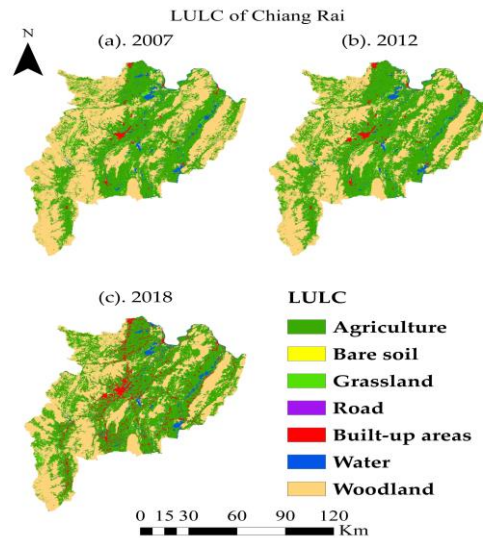 LULC of Chiang Rai
N
(a). 2007
(b). 2012
(c). 2018
LULC
Agriculture
Bare soil
Grassland
Road
Built-up areas
Water
Woodland
0 15 30 60 90 120
Km